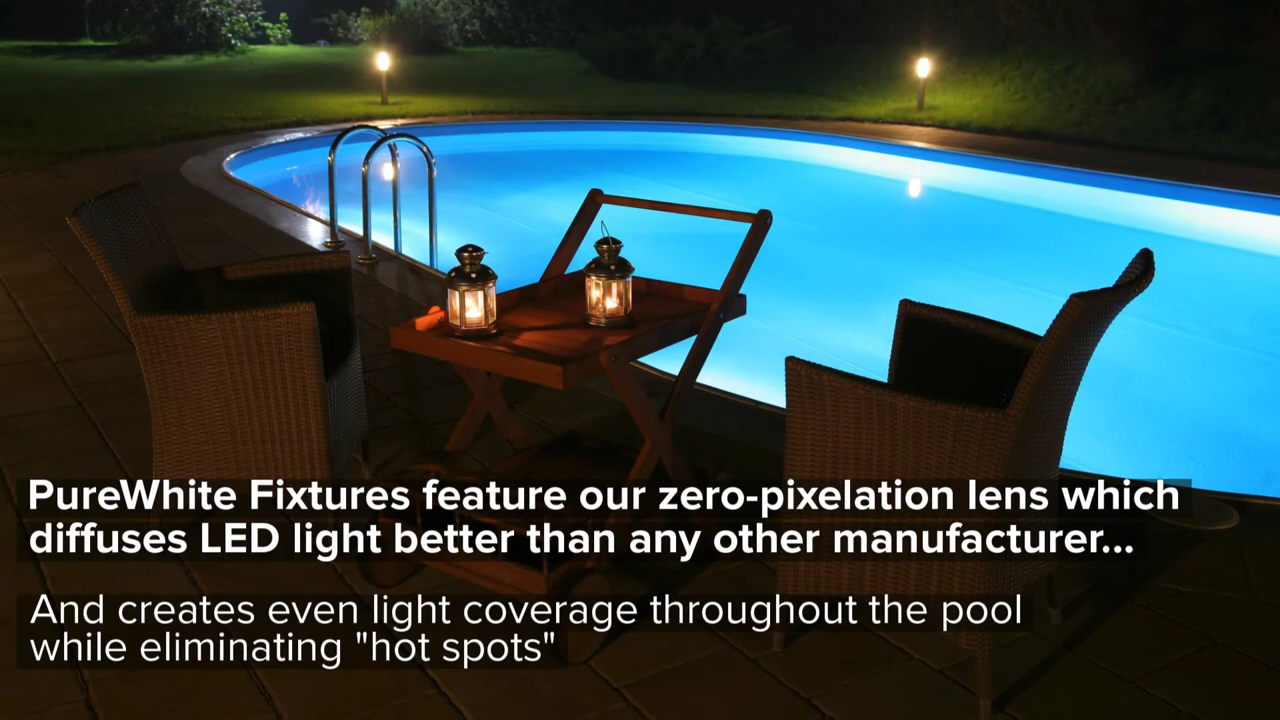 PureWhite Fixtures feature our zero-pixelation lens which
diffuses LED light better than any other manufacturer...
And creates even light coverage throughout the pool
while eliminating "hot spots"